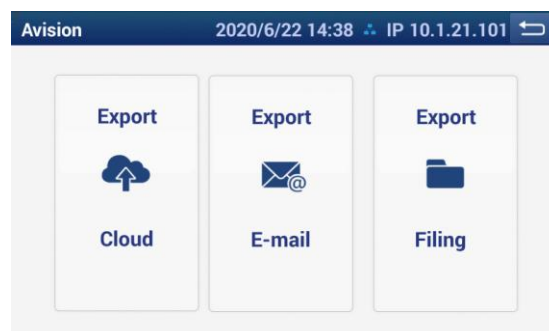 Avision 2020/6/22 14:38 IP 10.1.21.101
Export Export Export
@
Cloud E-mail Filing